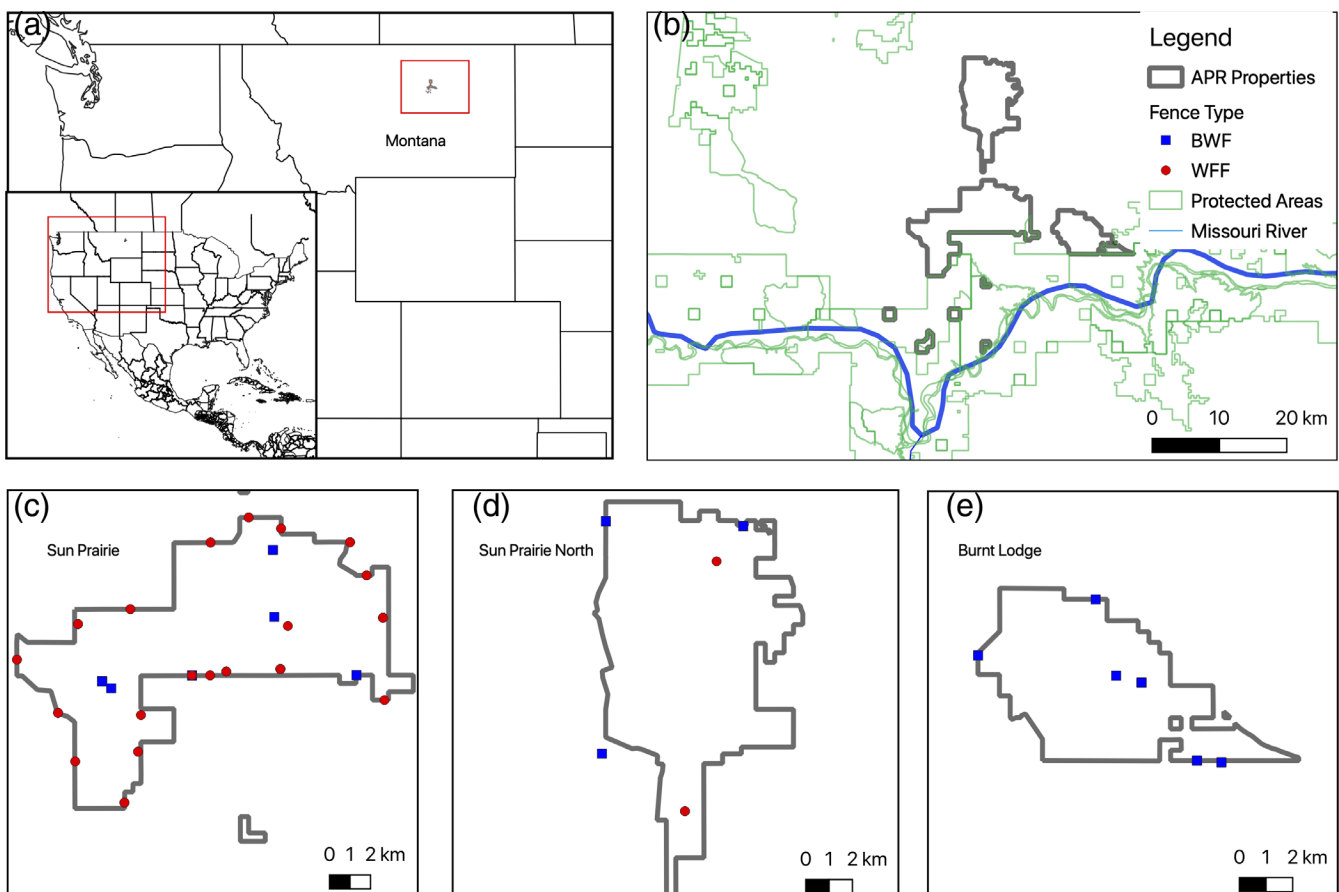 (a)
Montana
(b)
Legend
APR Properties
Fence Type
BWF
WFF
Protected Areas
Missouri River
0 10 20 km
(c)
Sun Prairie
0 1 2 km
(d)
Sun Prairie North
0 1 2 km
(e)
Burnt Lodge
0 1 2 km